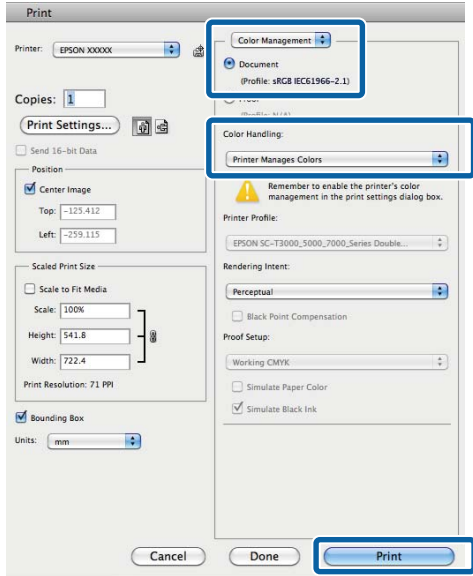 Print
Printer: EPSON XXXXX
Copies: 1
Print Settings...
Send 16-bit Data
Position
Center Image
Top: -125.412
Left: -259.115
Scaled Print Size
Scale to Fit Media
Scale: 100%
Height: 541.8
Width: 722.4
Print Resolution: 71 PPI
Bounding Box
Units: mm
Color Management
Document
(Profile: sRGB IEC61966-2.1)
Color Handling:
Printer Manages Colors
Remember to enable the printer's color
management in the print settings dialog box.
Printer Profile:
EPSON SC-T3000_5000_7000_Series Double...
Rendering Intent:
Perceptual
Black Point Compensation
Proof Setup:
Working CMYK
Simulate Paper Color
Simulate Black Ink
Cancel
Done
Print